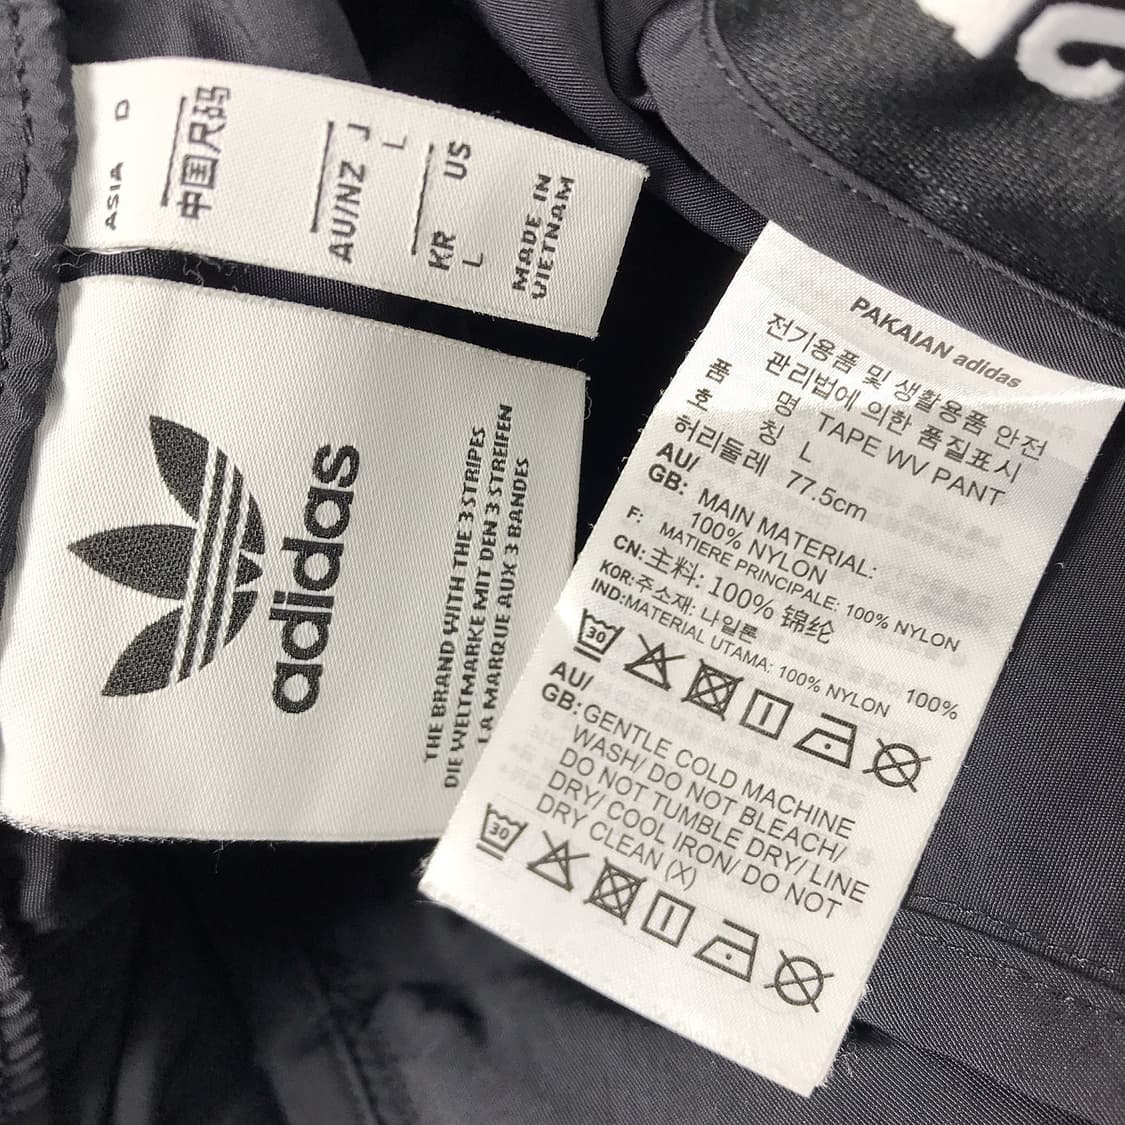 ASIA D
中国尺码
AU/NZ J
L
KR US
L
MADE IN
VIETNAM
adidas
THE BRAND WITH THE 3 STRIPES
DIE WELTMARKE MIT DEN 3 STREIFEN
LA MARQUE AUX 3 BANDES
PAKAIAN adidas
전기용품 및 생활용품 안전
관리법에 의한 품질표시
품 명 TAPE WV PANT
호 칭 L
허리둘레 77.5cm
AU/
GB: MAIN MATERIAL:
100% NYLON
F: MATIERE PRINCIPALE: 100% NYLON
CN: 主料: 100% 锦纶
KOR: 주소재: 나일론 100%
IND: MATERIAL UTAMA: 100% NYLON
30
AU/
GB: GENTLE COLD MACHINE
WASH/ DO NOT BLEACH/
DO NOT TUMBLE DRY/ LINE
DRY/ COOL IRON/ DO NOT
DRY CLEAN (X)
30